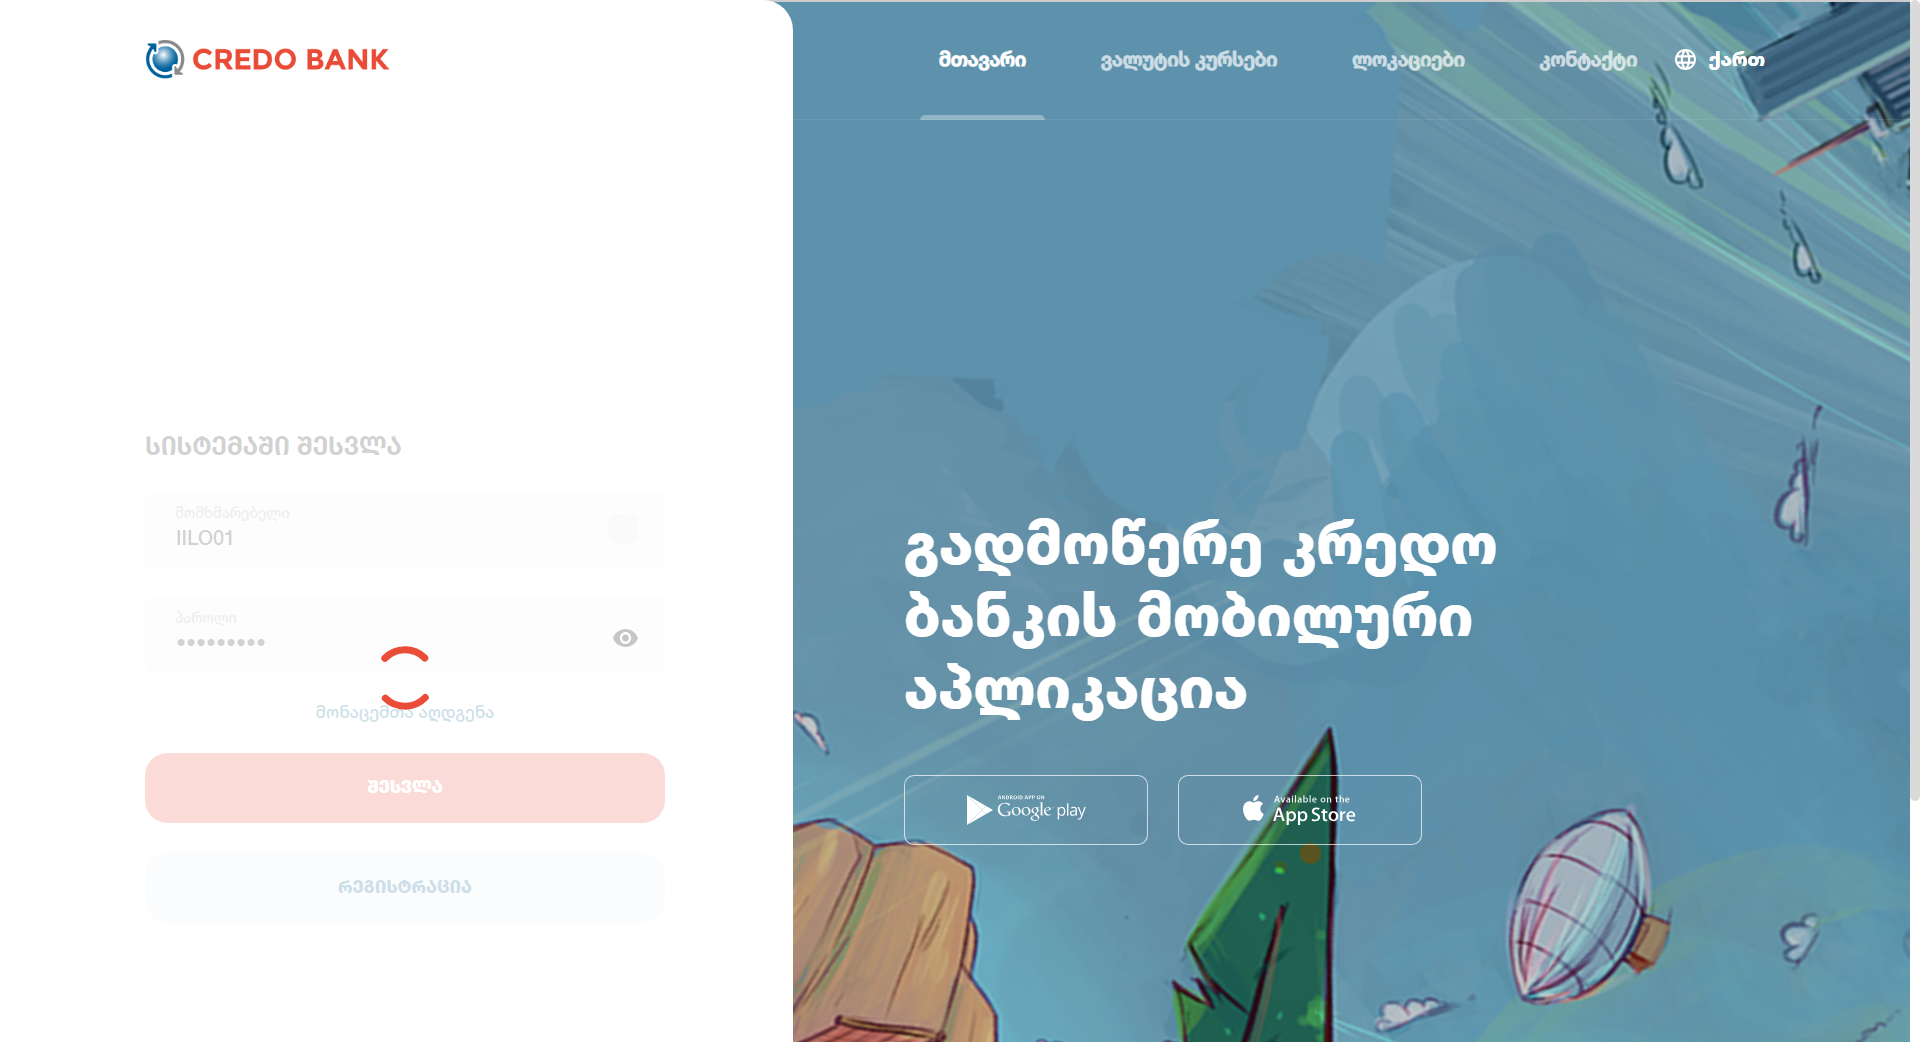 CREDO BANK
მთავარი
ვალუტის კურსები
ლოკაციები
კონტაქტი
ქართ
სისტემაში შესვლა
მომხმარებელი
IILO01
პაროლი
•••••••••
მონაცემთა აღდგენა
შესვლა
რეგისტრაცია
გადმოწერე კრედო
ბანკის მობილური
აპლიკაცია
ANDROID APP ON
Google play
Available on the
App Store